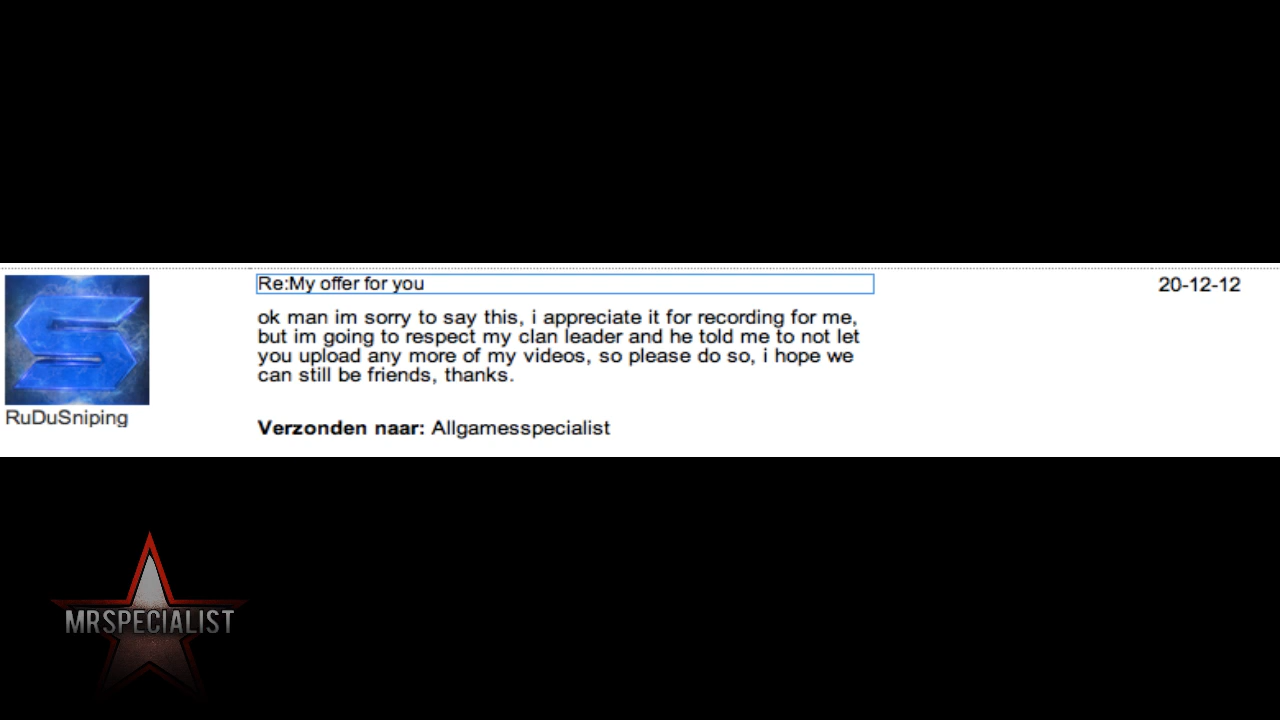 Re:My offer for you
20-12-12
ok man im sorry to say this, i appreciate it for recording for me,
but im going to respect my clan leader and he told me to not let
you upload any more of my videos, so please do so, i hope we
can still be friends, thanks.
RuDuSniping
Verzonden naar: Allgamesspecialist
MRSPECIALIST